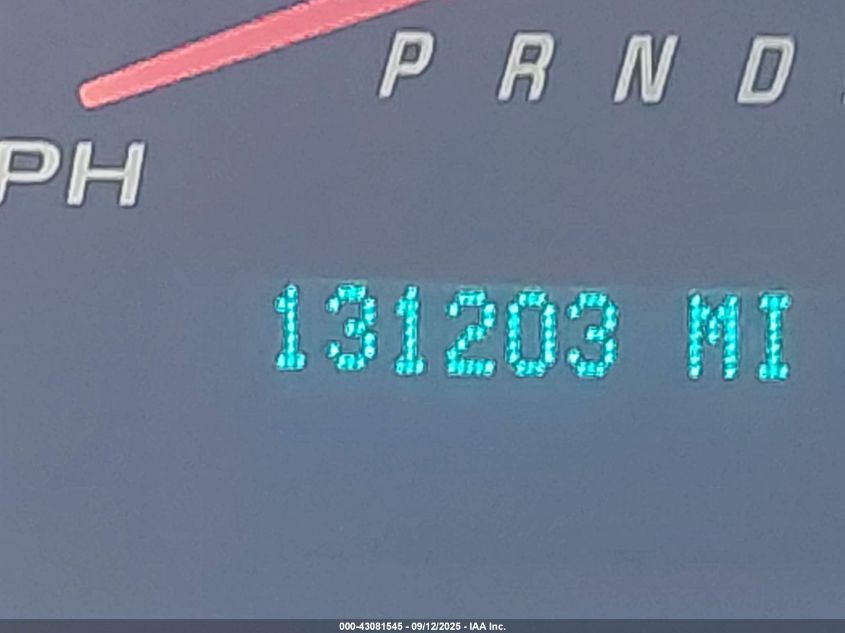 P R N D
PH
131203 MI
000-43081545 - 09/12/2025 - IAA Inc.